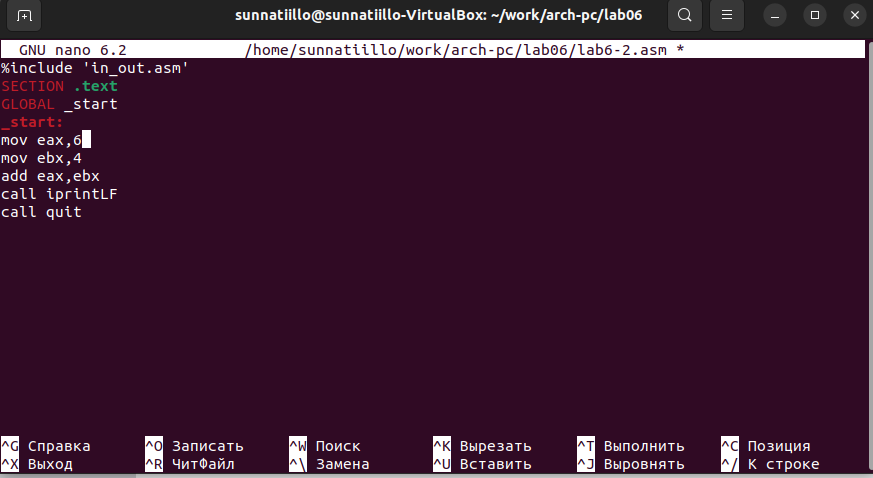 sunnatiillo@sunnatiillo-VirtualBox: ~/work/arch-pc/lab06
GNU nano 6.2 /home/sunnatiillo/work/arch-pc/lab06/lab6-2.asm *
%include 'in_out.asm'
SECTION .text
GLOBAL _start
_start:
mov eax,6
mov ebx,4
add eax,ebx
call iprintLF
call quit
^G Справка ^O Записать ^W Поиск ^K Вырезать ^T Выполнить ^C Позиция
^X Выход ^R ЧитФайл ^\ Замена ^U Вставить ^J Выровнять ^/ К строке